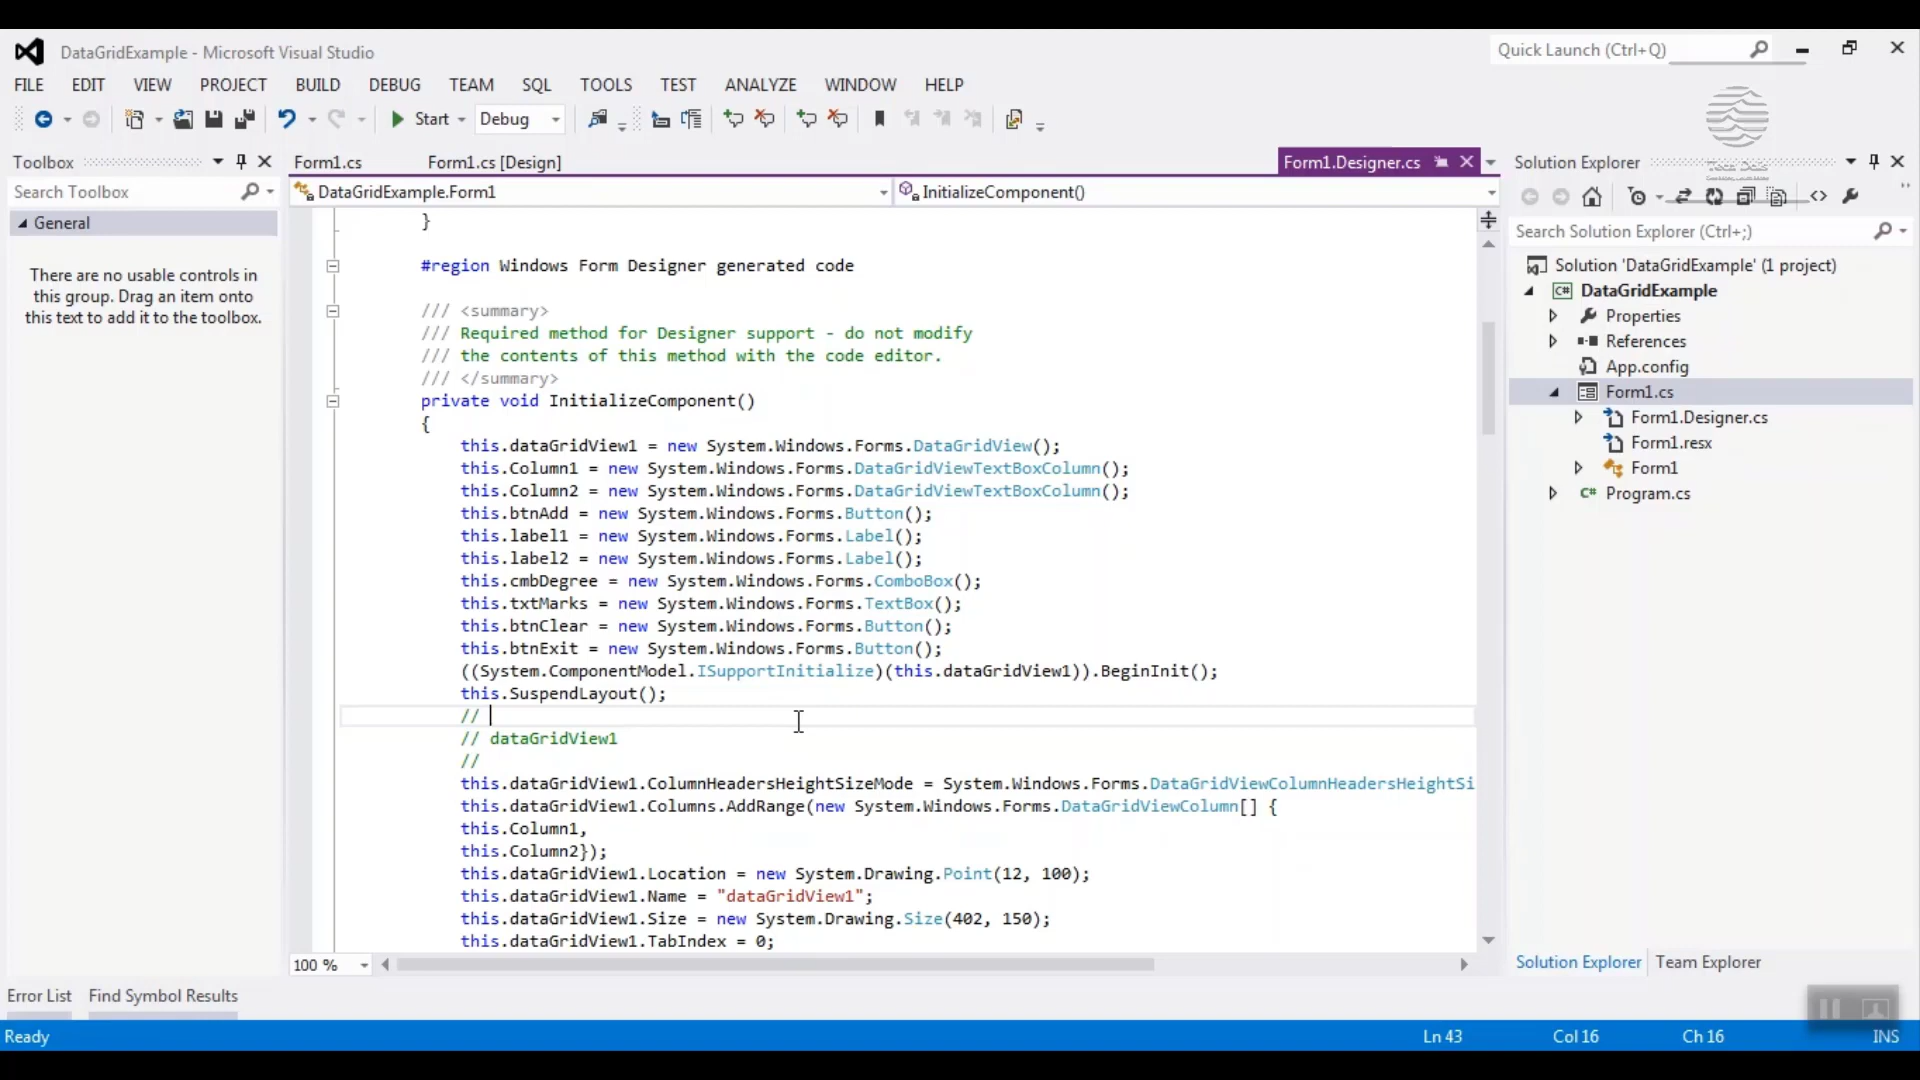 DataGridExample - Microsoft Visual Studio
Quick Launch (Ctrl+Q)
FILE EDIT VIEW PROJECT BUILD DEBUG TEAM SQL TOOLS TEST ANALYZE WINDOW HELP
Start Debug
Toolbox
Form1.cs
Form1.cs [Design]
Form1.Designer.cs
Solution Explorer
Search Toolbox
DataGridExample.Form1
InitializeComponent()
General
There are no usable controls in
this group. Drag an item onto
this text to add it to the toolbox.
}
#region Windows Form Designer generated code
/// <summary>
/// Required method for Designer support - do not modify
/// the contents of this method with the code editor.
/// </summary>
private void InitializeComponent()
{
this.dataGridView1 = new System.Windows.Forms.DataGridView();
this.Column1 = new System.Windows.Forms.DataGridViewTextBoxColumn();
this.Column2 = new System.Windows.Forms.DataGridViewTextBoxColumn();
this.btnAdd = new System.Windows.Forms.Button();
this.label1 = new System.Windows.Forms.Label();
this.label2 = new System.Windows.Forms.Label();
this.cmbDegree = new System.Windows.Forms.ComboBox();
this.txtMarks = new System.Windows.Forms.TextBox();
this.btnClear = new System.Windows.Forms.Button();
this.btnExit = new System.Windows.Forms.Button();
((System.ComponentModel.ISupportInitialize)(this.dataGridView1)).BeginInit();
this.SuspendLayout();
//
// dataGridView1
//
this.dataGridView1.ColumnHeadersHeightSizeMode = System.Windows.Forms.DataGridViewColumnHeadersHeightSi
this.dataGridView1.Columns.AddRange(new System.Windows.Forms.DataGridViewColumn[] {
this.Column1,
this.Column2});
this.dataGridView1.Location = new System.Drawing.Point(12, 100);
this.dataGridView1.Name = "dataGridView1";
this.dataGridView1.Size = new System.Drawing.Size(402, 150);
this.dataGridView1.TabIndex = 0;
100 %
Search Solution Explorer (Ctrl+;)
Solution 'DataGridExample' (1 project)
C# DataGridExample
Properties
References
App.config
Form1.cs
Form1.Designer.cs
Form1.resx
Form1
C# Program.cs
Solution Explorer
Team Explorer
Error List
Find Symbol Results
Ready
Ln 43
Col 16
Ch 16
INS